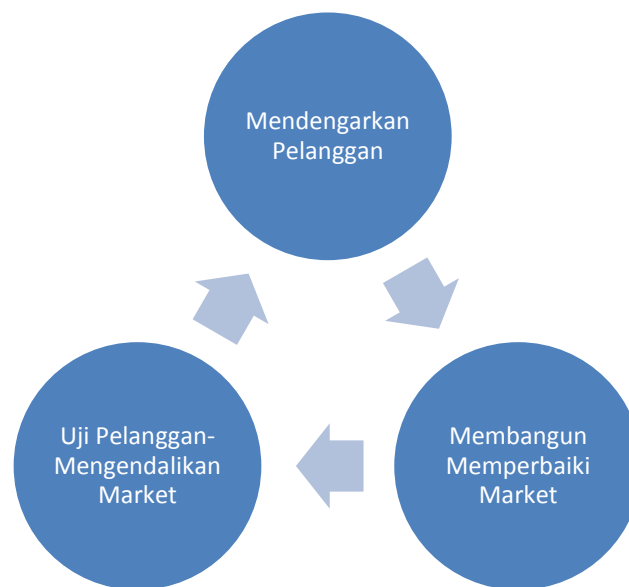 Mendengarkan
Pelanggan
Membangun
Memperbaiki
Market
Uji Pelanggan-
Mengendalikan
Market